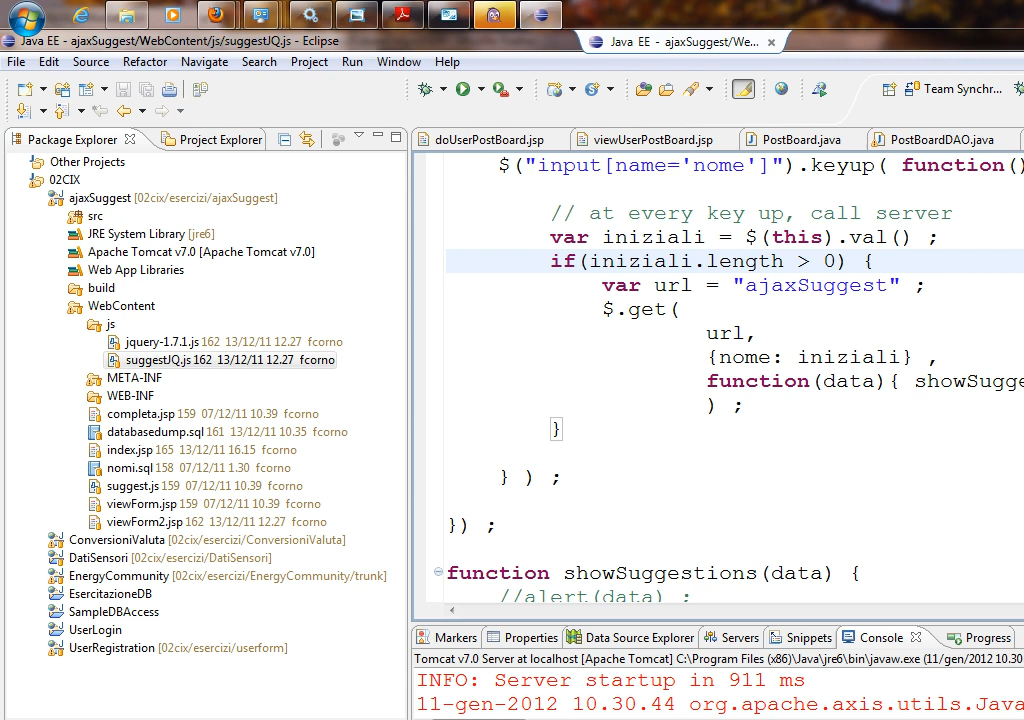 Java EE - ajaxSuggest/WebContent/js/suggestJQ.js - Eclipse
Java EE - ajaxSuggest/We...
File Edit Source Refactor Navigate Search Project Run Window Help
Team Synchr...
Package Explorer Project Explorer
doUserPostBoard.jsp viewUserPostBoard.jsp PostBoard.java PostBoardDAO.java
Other Projects
02CIX
ajaxSuggest [02cix/esercizi/ajaxSuggest]
src
JRE System Library [jre6]
Apache Tomcat v7.0 [Apache Tomcat v7.0]
Web App Libraries
build
WebContent
js
jquery-1.7.1.js 162 13/12/11 12.27 fcorno
suggestJQ.js 162 13/12/11 12.27 fcorno
META-INF
WEB-INF
completa.jsp 159 07/12/11 10.39 fcorno
databasedump.sql 161 13/12/11 10.35 fcorno
index.jsp 165 13/12/11 16.15 fcorno
nomi.sql 158 07/12/11 1.30 fcorno
suggest.js 159 07/12/11 10.39 fcorno
viewForm.jsp 159 07/12/11 10.39 fcorno
viewForm2.jsp 162 13/12/11 12.27 fcorno
ConversioniValuta [02cix/esercizi/ConversioniValuta]
DatiSensori [02cix/esercizi/DatiSensori]
EnergyCommunity [02cix/esercizi/EnergyCommunity/trunk]
EsercitazioneDB
SampleDBAccess
UserLogin
UserRegistration [02cix/esercizi/userform]
$("input[name='nome']").keyup( function()
// at every key up, call server
var iniziali = $(this).val() ;
if(iniziali.length > 0) {
var url = "ajaxSuggest" ;
$.get(
url,
{nome: iniziali} ,
function(data){ showSugge
) ;
}
} ) ;
}) ;
function showSuggestions(data) {
//alert(data) ;
Markers Properties Data Source Explorer Servers Snippets Console Progress
Tomcat v7.0 Server at localhost [Apache Tomcat] C:\Program Files (x86)\Java\jre6\bin\javaw.exe (11/gen/2012 10.30
INFO: Server startup in 911 ms
11-gen-2012 10.30.44 org.apache.axis.utils.Java